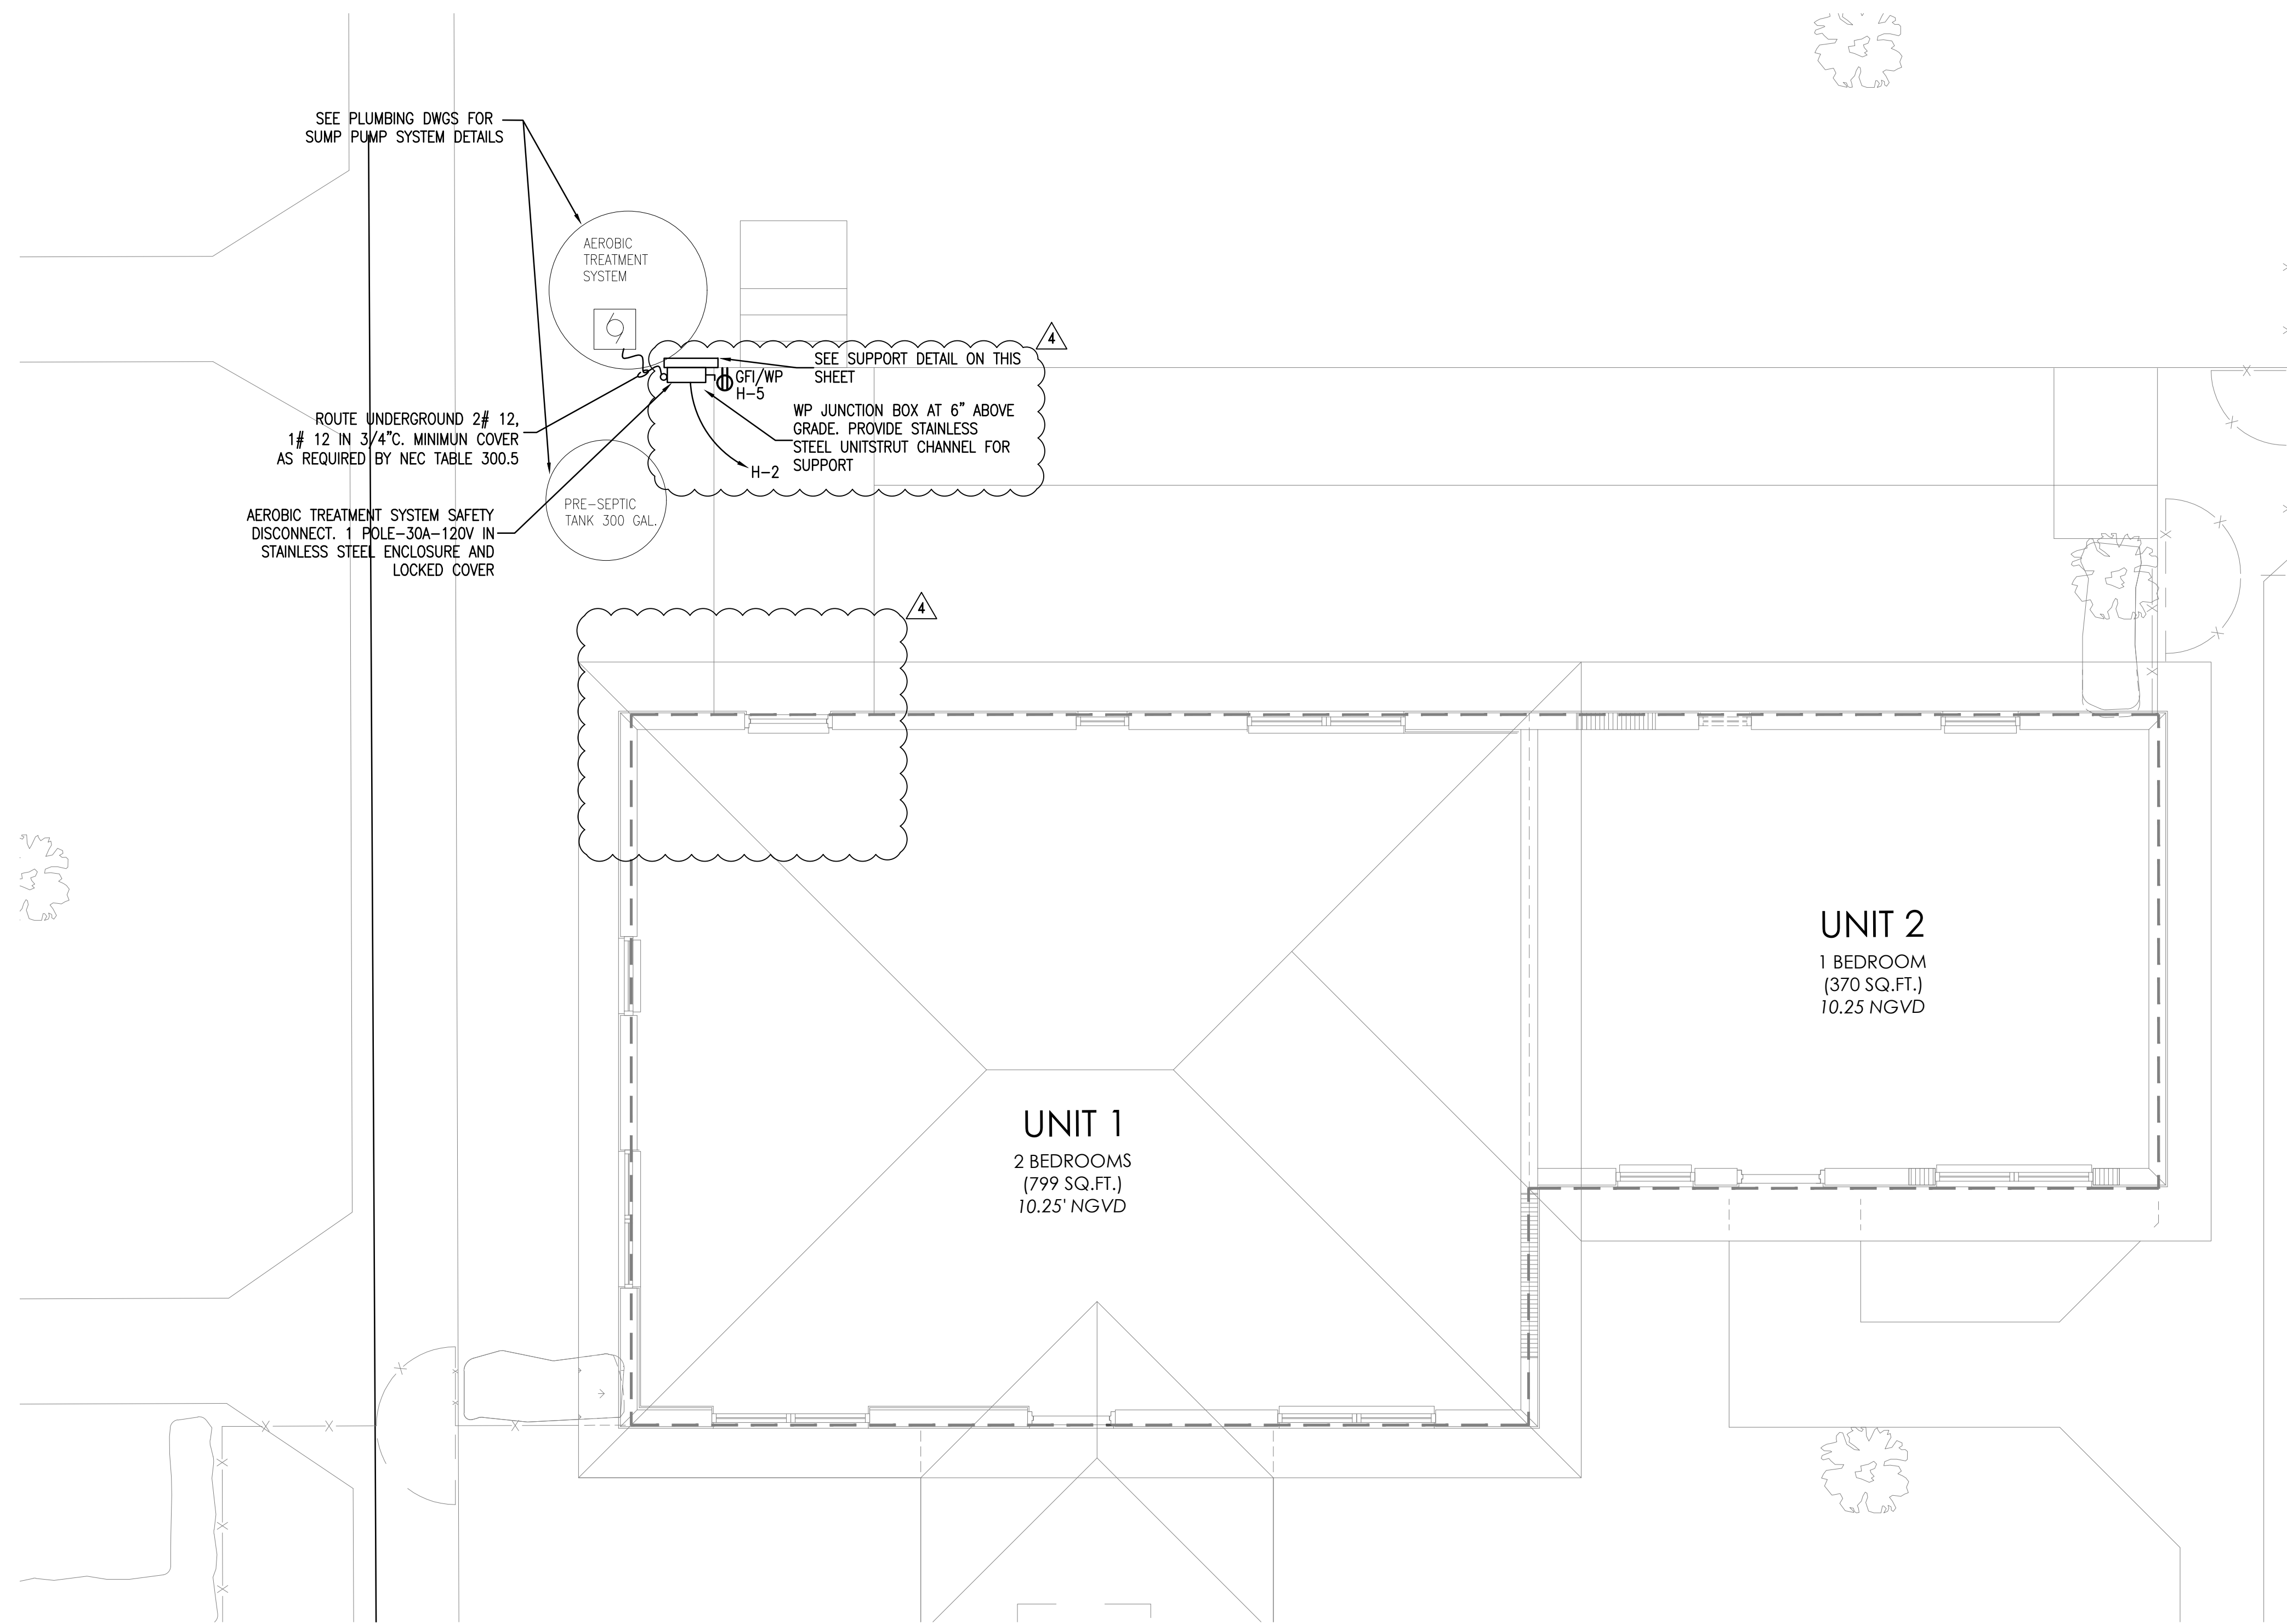 SEE PLUMBING DWGS FOR
SUMP PUMP SYSTEM DETAILS
AEROBIC
TREATMENT
SYSTEM
4
SEE SUPPORT DETAIL ON THIS
SHEET
GFI/WP
H-5
WP JUNCTION BOX AT 6" ABOVE
GRADE. PROVIDE STAINLESS
STEEL UNITSTRUT CHANNEL FOR
SUPPORT
H-2
ROUTE UNDERGROUND 2# 12,
1# 12 IN 3/4"C. MINIMUN COVER
AS REQUIRED BY NEC TABLE 300.5
PRE-SEPTIC
TANK 300 GAL.
AEROBIC TREATMENT SYSTEM SAFETY
DISCONNECT. 1 POLE-30A-120V IN
STAINLESS STEEL ENCLOSURE AND
LOCKED COVER
4
UNIT 2
1 BEDROOM
(370 SQ.FT.)
10.25 NGVD
UNIT 1
2 BEDROOMS
(799 SQ.FT.)
10.25' NGVD